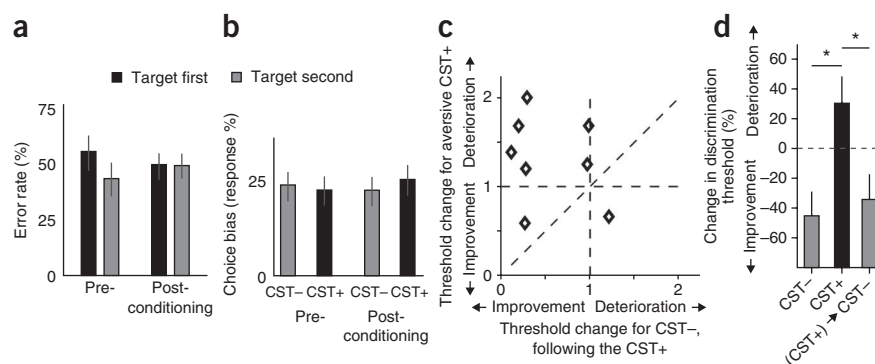 a
b
c
d
Target first
Target second
Error rate (%)
75
50
25
0
Pre-
Post-
conditioning
Choice bias (response %)
25
0
CST– CST+
CST– CST+
Pre-
Post-
conditioning
Threshold change for aversive CST+
Improvement
Deterioration
2
1
0
0
1
2
Improvement
Deterioration
Threshold change for CST–,
following the CST+
Change in discrimination
threshold (%)
Improvement
Deterioration
*
*
60
40
20
0
–20
–40
–60
CST–
CST+
(CST+)
CST–